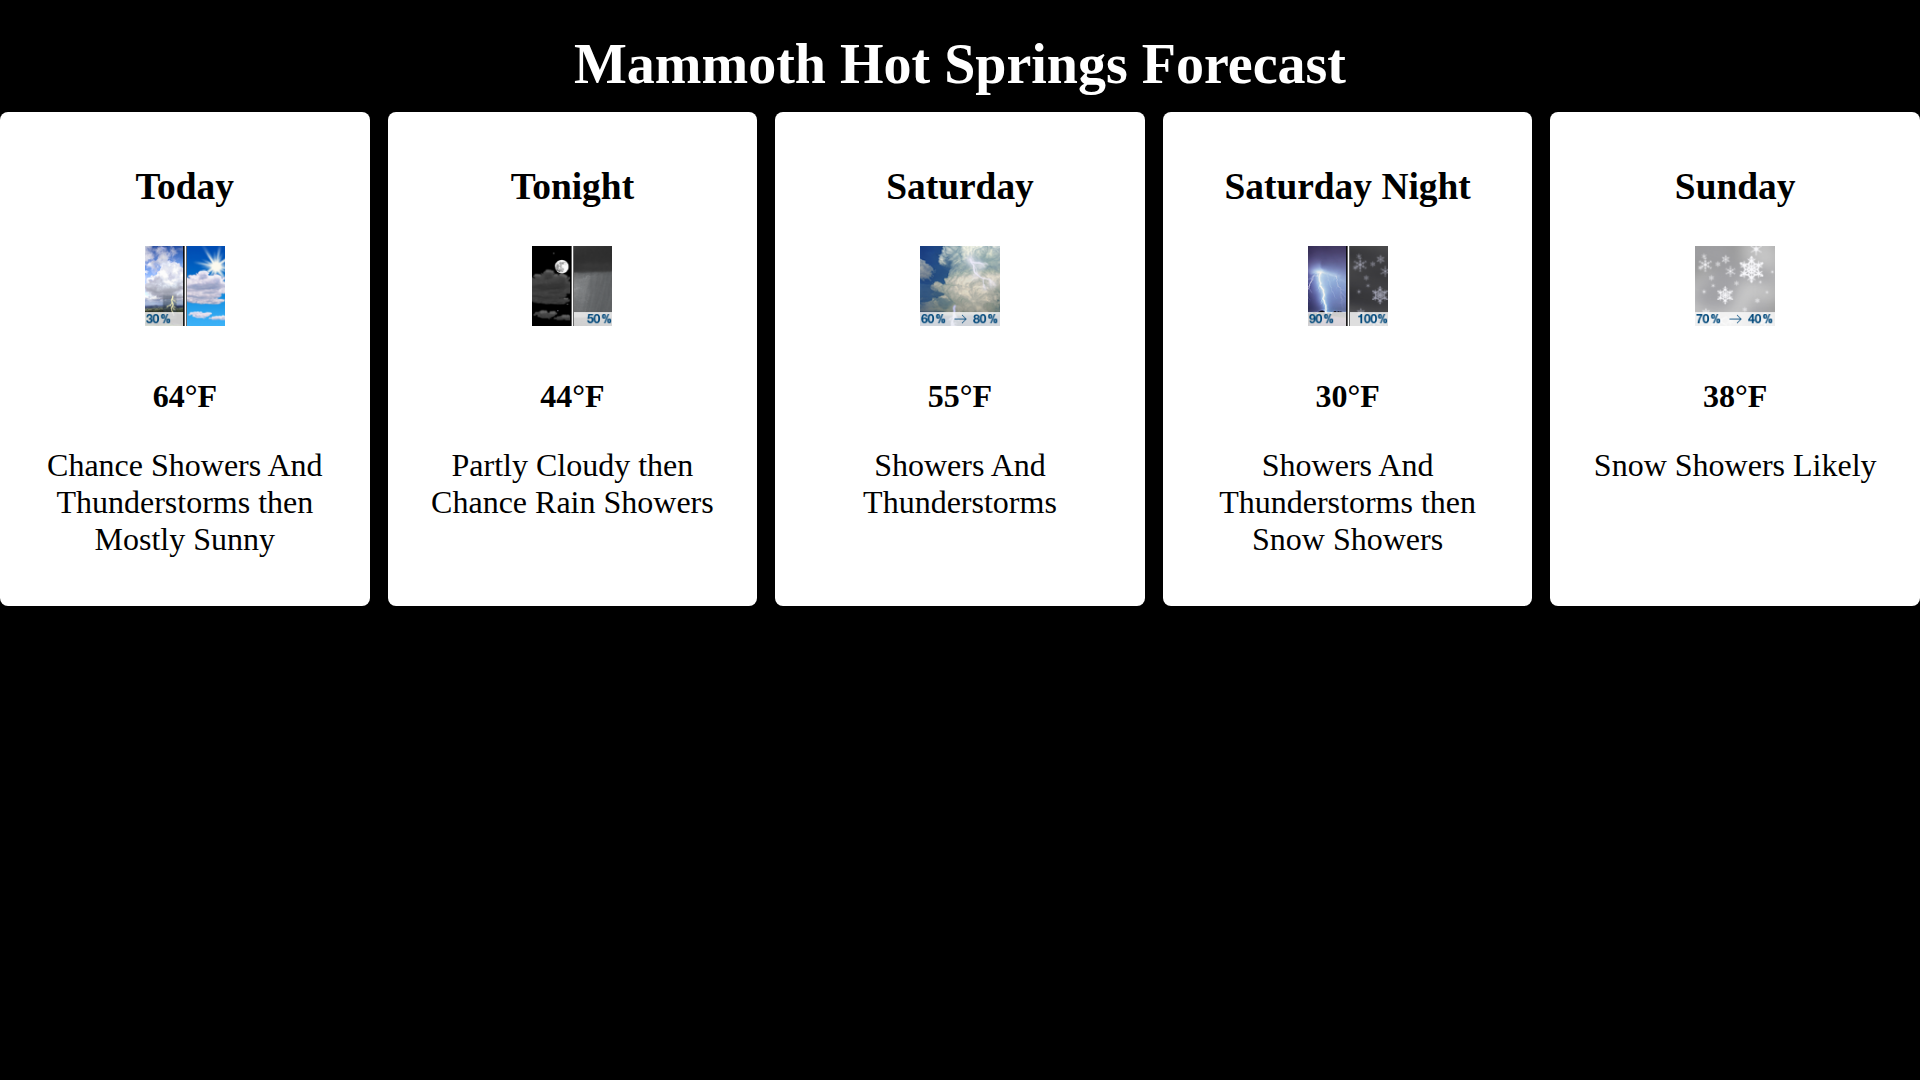 Mammoth Hot Springs Forecast
Today
30%
64°F
Chance Showers And
Thunderstorms then
Mostly Sunny
Tonight
50%
44°F
Partly Cloudy then
Chance Rain Showers
Saturday
60% → 80%
55°F
Showers And
Thunderstorms
Saturday Night
90% 100%
30°F
Showers And
Thunderstorms then
Snow Showers
Sunday
70% → 40%
38°F
Snow Showers Likely